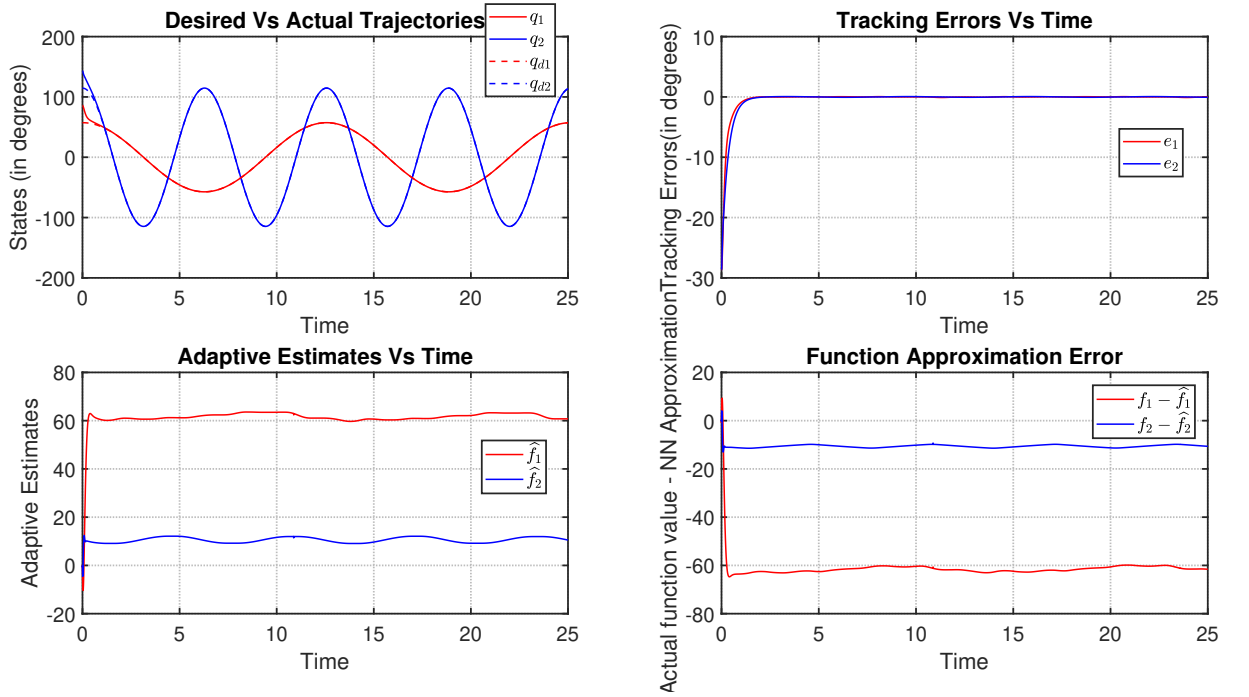 Desired Vs Actual Trajectories
States (in degrees)
200
100
0
-100
-200
0 5 10 15 20 25
Time
q1
q2
qd1
qd2
Tracking Errors Vs Time
Tracking Errors(in degrees)
10
0
-10
-20
-30
0 5 10 15 20 25
Time
e1
e2
Adaptive Estimates Vs Time
Adaptive Estimates
80
60
40
20
0
-20
0 5 10 15 20 25
Time
f̂1
f̂2
Function Approximation Error
Actual function value - NN Approximation
20
0
-20
-40
-60
-80
0 5 10 15 20 25
Time
f1 − f̂1
f2 − f̂2